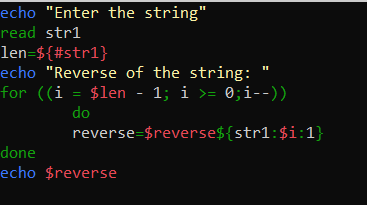 echo "Enter the string"
read str1
len=${#str1}
echo "Reverse of the string: "
for ((i = $len - 1; i >= 0;i--))
do
reverse=$reverse${str1:$i:1}
done
echo $reverse